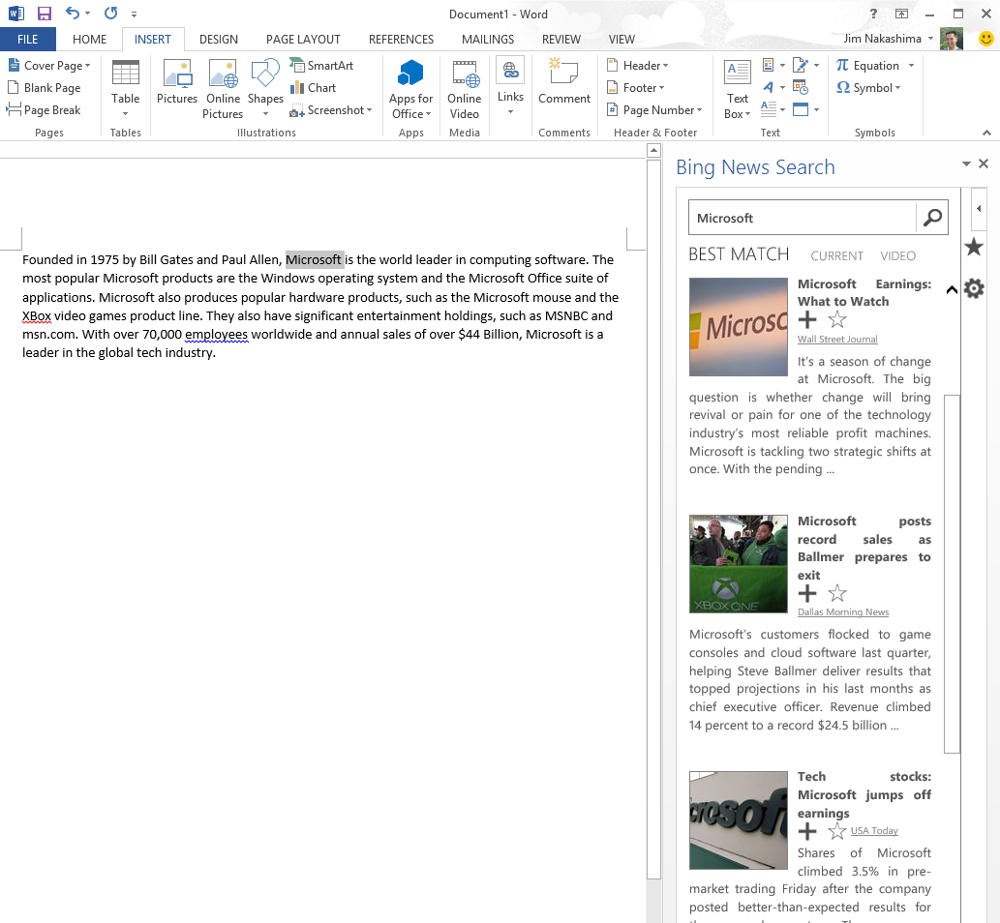 Document1 - Word
?
FILE HOME INSERT DESIGN PAGE LAYOUT REFERENCES MAILINGS REVIEW VIEW
Jim Nakashima
Cover Page
Blank Page
Page Break
Pages
Table
Tables
Pictures
Online
Pictures
Shapes
SmartArt
Chart
Screenshot
Illustrations
Apps for
Office
Apps
Online
Video
Media
Links
Comment
Comments
Header
Footer
Page Number
Header & Footer
Text
Box
Text
π Equation
Ω Symbol
Symbols
Founded in 1975 by Bill Gates and Paul Allen, Microsoft is the world leader in computing software. The
most popular Microsoft products are the Windows operating system and the Microsoft Office suite of
applications. Microsoft also produces popular hardware products, such as the Microsoft mouse and the
XBox video games product line. They also have significant entertainment holdings, such as MSNBC and
msn.com. With over 70,000 employees worldwide and annual sales of over $44 Billion, Microsoft is a
leader in the global tech industry.
Bing News Search
Microsoft
BEST MATCH CURRENT VIDEO
Microsoft Earnings:
What to Watch
Wall Street Journal
It's a season of change
at Microsoft. The big
question is whether change will bring
revival or pain for one of the technology
industry's most reliable profit machines.
Microsoft is tackling two strategic shifts at
once. With the pending ...
XBOX ONE
Microsoft posts
record sales as
Ballmer prepares to
exit
Dallas Morning News
Microsoft's customers flocked to game
consoles and cloud software last quarter,
helping Steve Ballmer deliver results that
topped projections in his last months as
chief executive officer. Revenue climbed
14 percent to a record $24.5 billion ...
Tech stocks:
Microsoft jumps off
earnings
USA Today
Shares of Microsoft
climbed 3.5% in pre-
market trading Friday after the company
posted better-than-expected results for